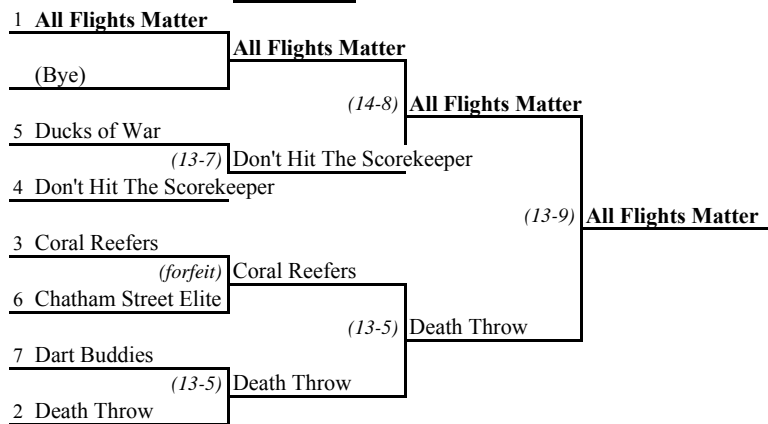 1 All Flights Matter
All Flights Matter
(Bye)
(14-8) All Flights Matter
5 Ducks of War
(13-7) Don't Hit The Scorekeeper
4 Don't Hit The Scorekeeper
(13-9) All Flights Matter
3 Coral Reefers
(forfeit) Coral Reefers
6 Chatham Street Elite
(13-5) Death Throw
7 Dart Buddies
(13-5) Death Throw
2 Death Throw